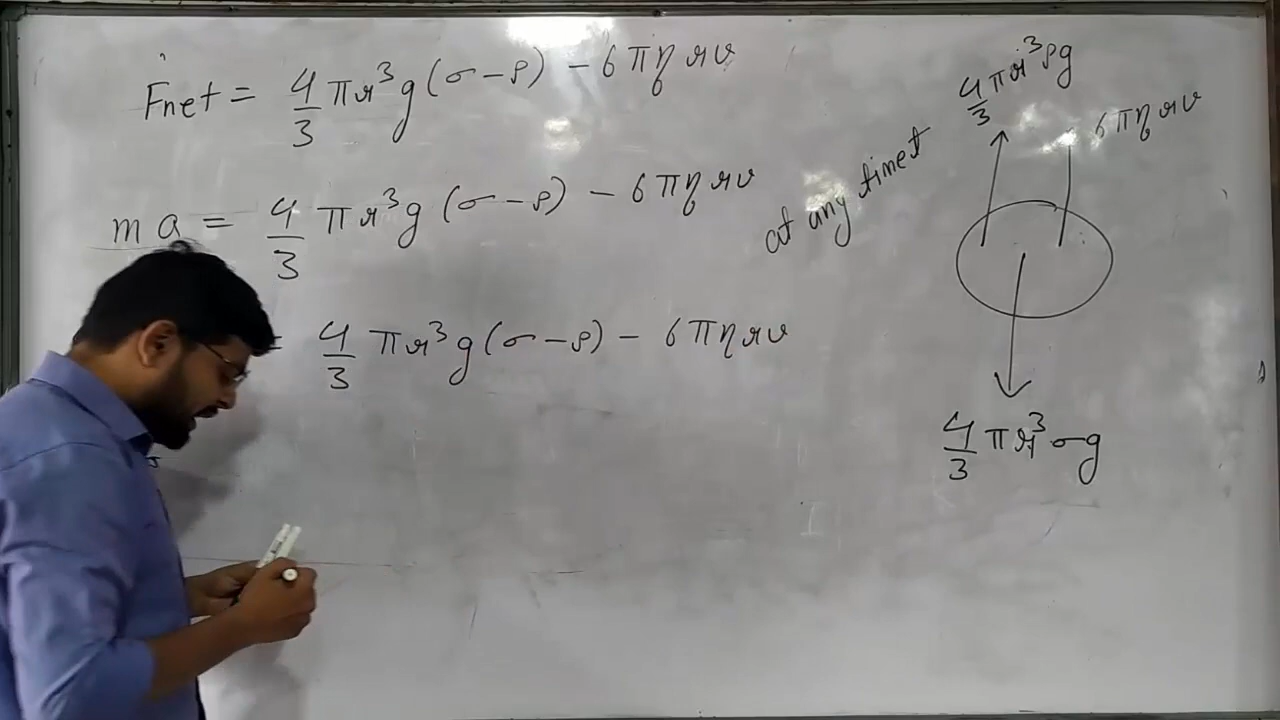 Fnet = 4/3 πr³g(σ-ρ) - 6πηrv
ma = 4/3 πr³g(σ-ρ) - 6πηrv
= 4/3 πr³g(σ-ρ) - 6πηrv
at any time t
4/3 πr³ρg
6πηrv
4/3 πr³σg